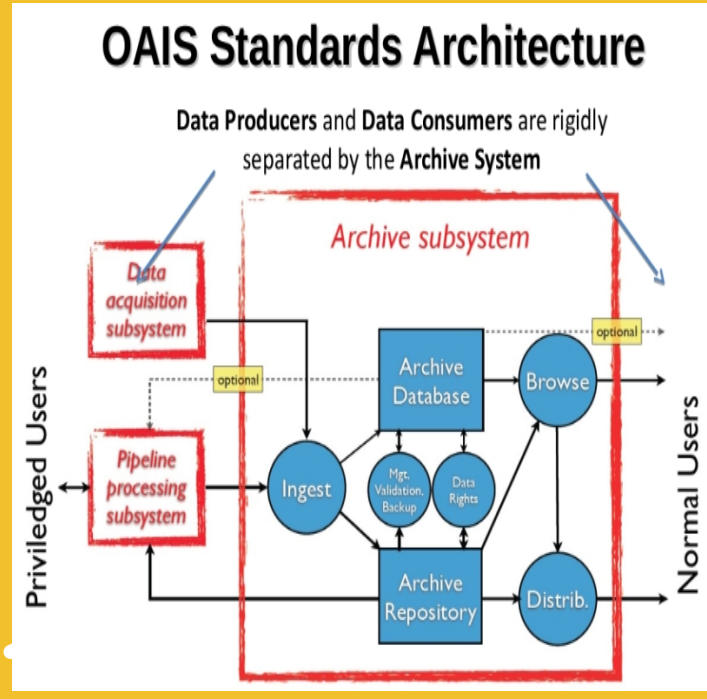 OAIS Standards Architecture
Data Producers and Data Consumers are rigidly
separated by the Archive System
Archive subsystem
Data
acquisition
subsystem
optional
optional
Archive
Database
Browse
Priviledged Users
Pipeline
processing
subsystem
Ingest
Mgt,
Validation,
Backup
Data
Rights
Normal Users
Archive
Repository
Distrib.